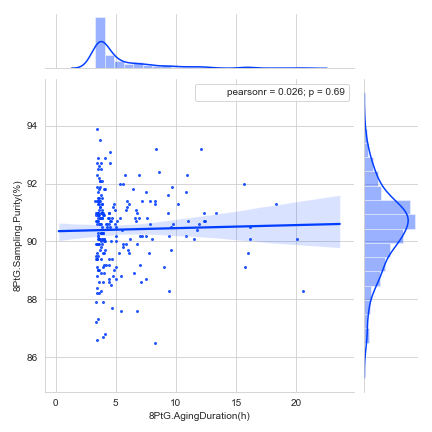 pearsonr = 0.026; p = 0.69
94
92
90
88
86
8PtG.Sampling.Purity(%)
0 5 10 15 20
8PtG.AgingDuration(h)